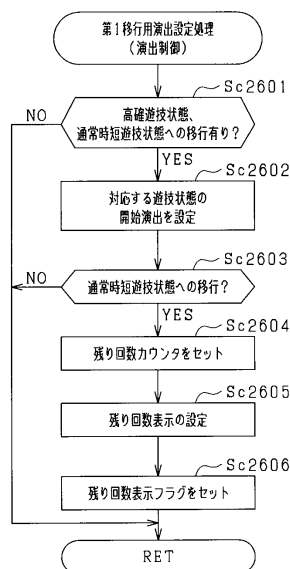 第1移行用演出設定処理
(演出制御)
Sc2601
NO
高確遊技状態、
通常時短遊技状態への移行有り?
YES
Sc2602
対応する遊技状態の
開始演出を設定
Sc2603
NO
通常時短遊技状態への移行?
YES
Sc2604
残り回数カウンタをセット
Sc2605
残り回数表示の設定
Sc2606
残り回数表示フラグをセット
RET